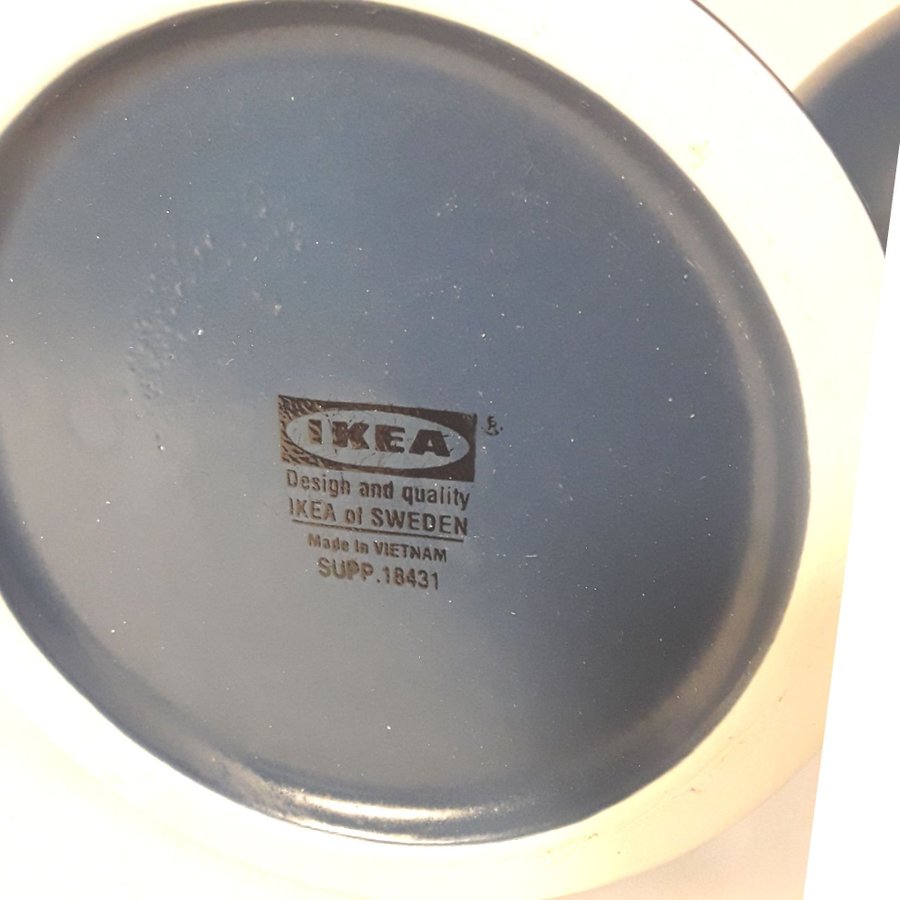 IKEA ®
Design and quality
IKEA of SWEDEN
Made in VIETNAM
SUPP.18431